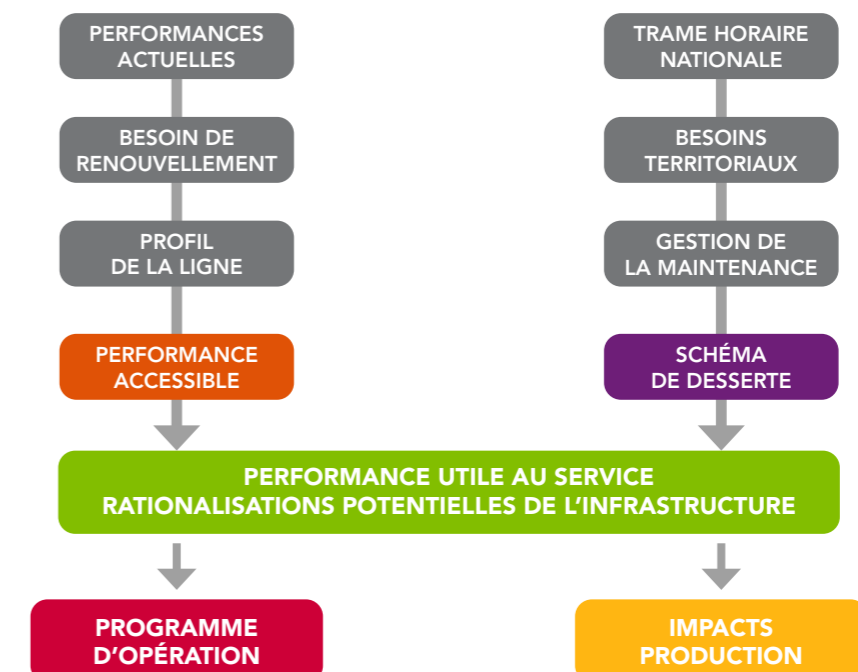 PERFORMANCES
ACTUELLES
BESOIN DE
RENOUVELLEMENT
PROFIL
DE LA LIGNE
PERFORMANCE
ACCESSIBLE
TRAME HORAIRE
NATIONALE
BESOINS
TERRITORIAUX
GESTION DE
LA MAINTENANCE
SCHÉMA
DE DESSERTE
PERFORMANCE UTILE AU SERVICE
RATIONALISATIONS POTENTIELLES DE L'INFRASTRUCTURE
PROGRAMME
D'OPÉRATION
IMPACTS
PRODUCTION